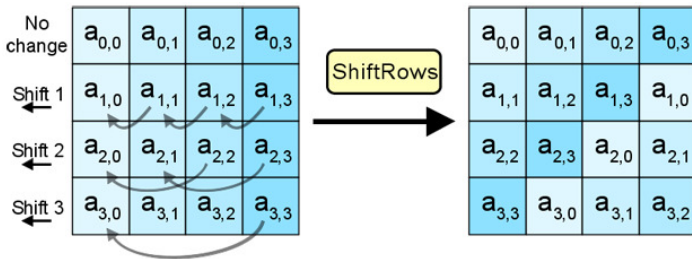 No change a0,0 a0,1 a0,2 a0,3
Shift 1 a1,0 a1,1 a1,2 a1,3
Shift 2 a2,0 a2,1 a2,2 a2,3
Shift 3 a3,0 a3,1 a3,2 a3,3
ShiftRows
a0,0 a0,1 a0,2 a0,3
a1,1 a1,2 a1,3 a1,0
a2,2 a2,3 a2,0 a2,1
a3,3 a3,0 a3,1 a3,2